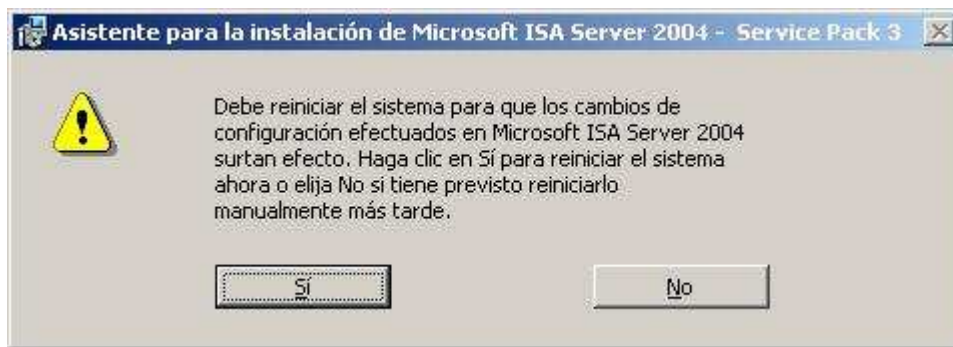 Asistente para la instalación de Microsoft ISA Server 2004 - Service Pack 3
Debe reiniciar el sistema para que los cambios de
configuración efectuados en Microsoft ISA Server 2004
surtan efecto. Haga clic en Sí para reiniciar el sistema
ahora o elija No si tiene previsto reiniciarlo
manualmente más tarde.
Sí
No